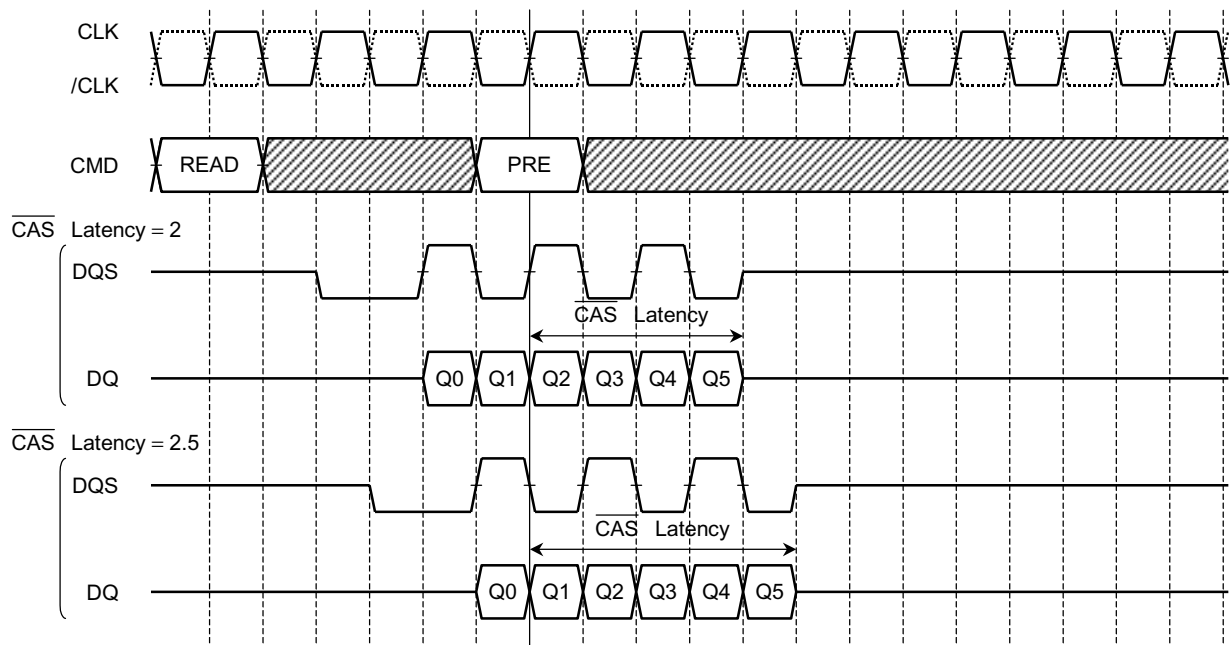 CLK
/CLK
CMD READ PRE
CAS Latency = 2
DQS
CAS Latency
DQ Q0 Q1 Q2 Q3 Q4 Q5
CAS Latency = 2.5
DQS
CAS Latency
DQ Q0 Q1 Q2 Q3 Q4 Q5